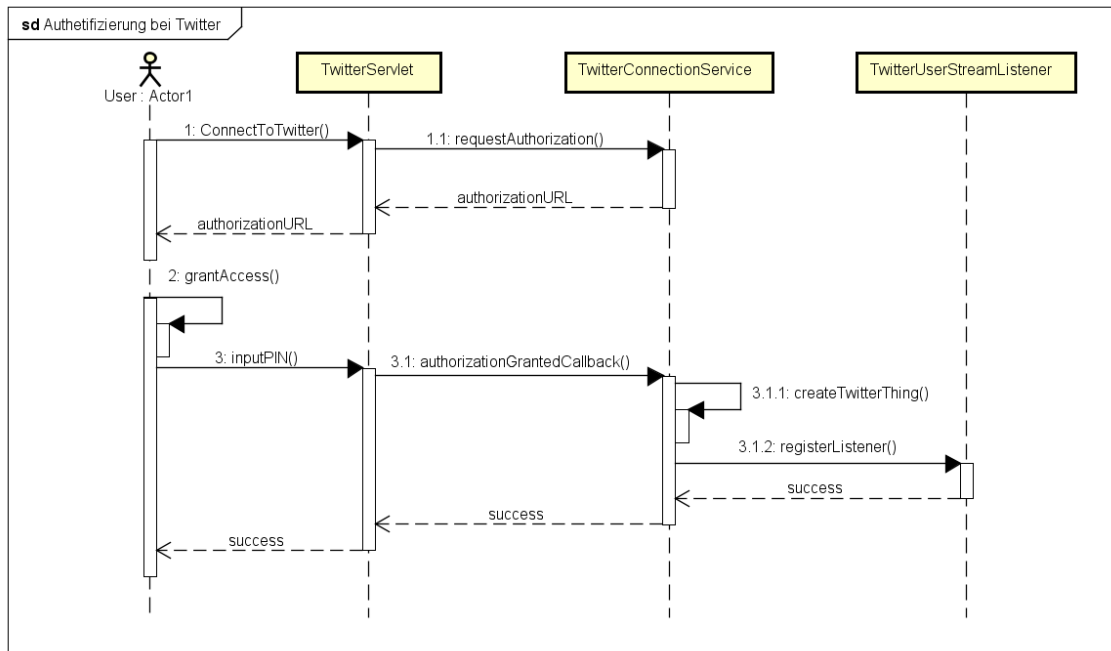 sd Authetifizierung bei Twitter
User : Actor1
TwitterServlet
TwitterConnectionService
TwitterUserStreamListener
1: ConnectToTwitter()
1.1: requestAuthorization()
authorizationURL
authorizationURL
2: grantAccess()
3: inputPIN()
3.1: authorizationGrantedCallback()
3.1.1: createTwitterThing()
3.1.2: registerListener()
success
success
success